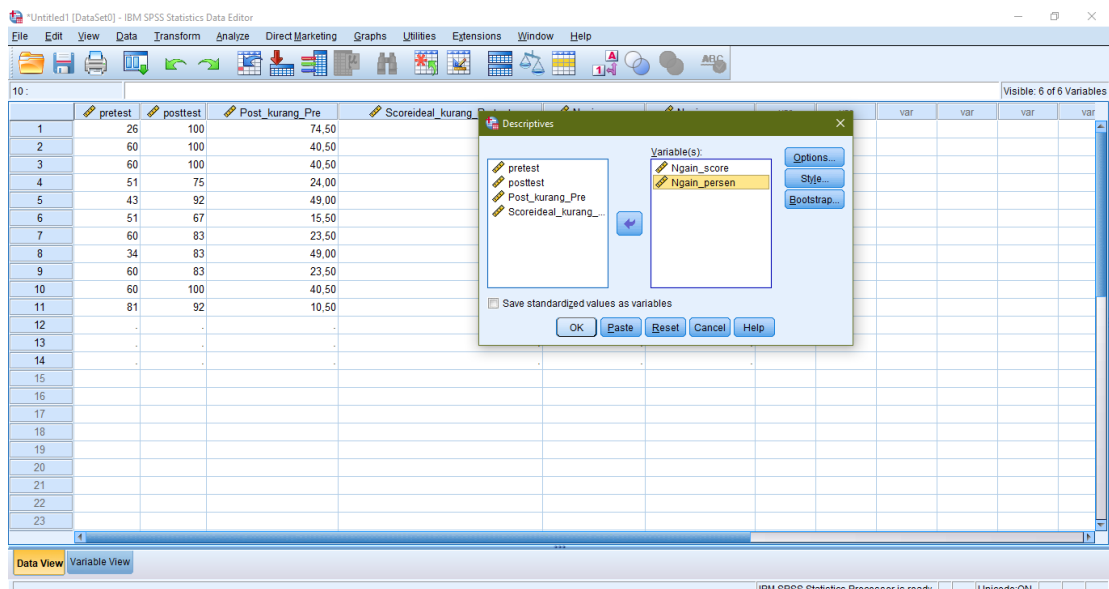 *Untitled1 [DataSet0] - IBM SPSS Statistics Data Editor
File Edit View Data Transform Analyze Direct Marketing Graphs Utilities Extensions Window Help
10 :
Visible: 6 of 6 Variables
pretest posttest Post_kurang_Pre Scoreideal_kurang_ var var var var
1 26 100 74,50
2 60 100 40,50
3 60 100 40,50
4 51 75 24,00
5 43 92 49,00
6 51 67 15,50
7 60 83 23,50
8 34 83 49,00
9 60 83 23,50
10 60 100 40,50
11 81 92 10,50
12 . . .
13 . . .
14 . . . . . .
15
16
17
18
19
20
21
22
23
Descriptives
Variable(s):
pretest
posttest
Post_kurang_Pre
Scoreideal_kurang_...
Ngain_score
Ngain_persen
Options...
Style...
Bootstrap...
Save standardized values as variables
OK Paste Reset Cancel Help
Data View Variable View
IBM SPSS Statistics Processor is ready Unicode:ON